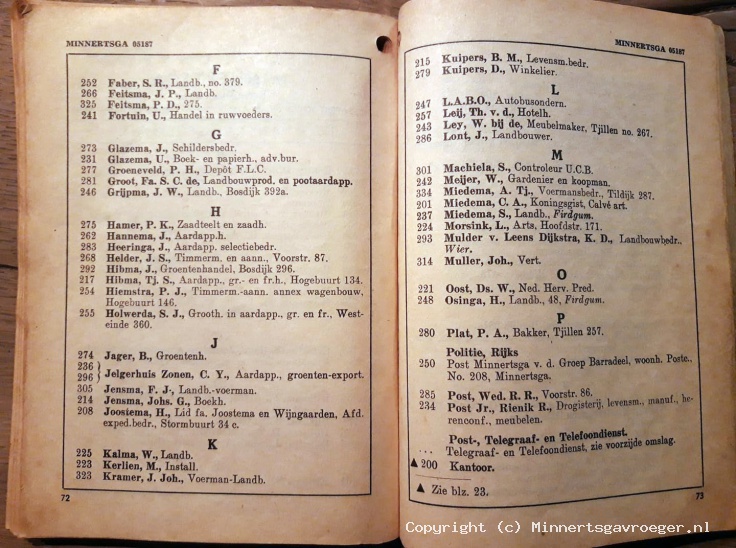 MINNERTSGA 05187
F
252 Faber, S. R., Landb., no. 379.
266 Feitsma, J. P., Landb.
325 Feitsma, P. D., 275.
241 Fortuin, U., Handel in ruwvoeders.
G
273 Glazema, J., Schildersbedr.
231 Glazema, U., Boek- en papierh., adv.bur.
277 Groeneveld, P. H., Depôt F.L.C.
281 Groot, Fa. S. C. de, Landbouwprod. en pootaardapp.
246 Grijpma, J. W., Landb., Bosdijk 392a.
H
275 Hamer, P. K., Zaadteelt en zaadh.
262 Hannema, J., Aardapp.h.
283 Heeringa, J., Aardapp. selectiebedr.
268 Helder, J. S., Timmerm. en aann., Voorstr. 87.
292 Hibma, J., Groentenhandel, Bosdijk 296.
217 Hibma, Tj. S., Aardapp., gr.- en fr.h., Hogebuurt 134.
254 Hiemstra, P. J., Timmerm.-aann. annex wagenbouw,
Hogebuurt 146.
255 Holwerda, S. J., Grooth. in aardapp., gr. en fr., West-
einde 360.
J
274 Jager, B., Groentenh.
236
296 } Jelgerhuis Zonen, C. Y., Aardapp., groenten-export.
305 Jensma, F. J., Landb.-voerman.
214 Jensma, Johs. G., Boekh.
208 Joostema, H., Lid fa. Joostema en Wijngaarden, Afd.
exped.bedr., Stormbuurt 34 c.
K
225 Kalma, W., Landb.
223 Kerlien, M., Install.
323 Kramer, J. Joh., Voerman-Landb.
72
MINNERTSGA 05187
215 Kuipers, B. M., Levensm.bedr.
279 Kuipers, D., Winkelier.
L
247 L.A.B.O., Autobusondern.
257 Leij, Th. v. d., Hotelh.
243 Ley, W. bij de, Meubelmaker, Tjillen no. 267.
286 Lont, J., Landbouwer.
M
301 Machiela, S., Controleur U.C.B.
242 Meijer, W., Gardenier en koopman.
334 Miedema, A. Tj., Voermansbedr., Tildijk 287.
201 Miedema, C. A., Koningsgist, Calvé art.
237 Miedema, S., Landb., Firdgum.
224 Morsink, L., Arts, Hoofdstr. 171.
293 Mulder v. Leens Dijkstra, K. D., Landbouwbedr.,
Wier.
314 Muller, Joh., Vert.
O
221 Oost, Ds. W., Ned. Herv. Pred.
248 Osinga, H., Landb., 48, Firdgum.
P
280 Plat, P. A., Bakker, Tjillen 257.
Politie, Rijks
250 Post Minnertsga v. d. Groep Barradeel, woonh. Postc.,
No. 208, Minnertsga.
285 Post, Wed. R. R., Voorstr. 86.
234 Post Jr., Rienik R., Drogisterij, levensm., manuf., he-
renconf., meubelen.
Post-, Telegraaf- en Telefoondienst.
... Telegraaf- en Telefoondienst, zie voorzijde omslag.
▲200 Kantoor.
▲ Zie blz. 23.
73
Copyright (c) Minnertsgavroeger.nl